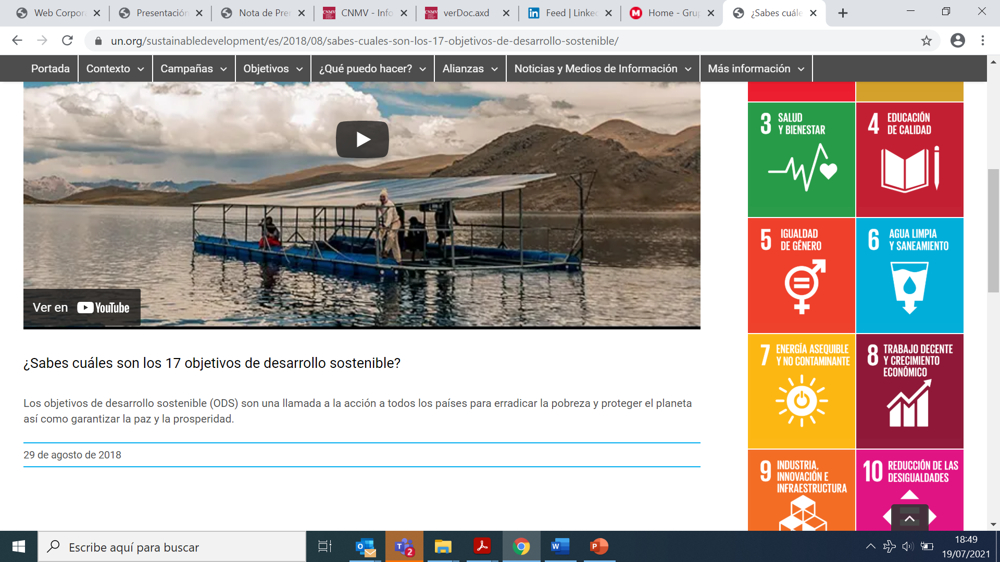 Web Corpora
Presentación
Nota de Pre
CNMV - Info
verDoc.axd
Feed | Linked
Home - Grup
¿Sabes cuále
un.org/sustainabledevelopment/es/2018/08/sabes-cuales-son-los-17-objetivos-de-desarrollo-sostenible/
Portada
Contexto
Campañas
Objetivos
¿Qué puedo hacer?
Alianzas
Noticias y Medios de Información
Más información
Ver en YouTube
¿Sabes cuáles son los 17 objetivos de desarrollo sostenible?
Los objetivos de desarrollo sostenible (ODS) son una llamada a la acción a todos los países para erradicar la pobreza y proteger el planeta
así como garantizar la paz y la prosperidad.
29 de agosto de 2018
3 SALUD
Y BIENESTAR
4 EDUCACIÓN
DE CALIDAD
5 IGUALDAD
DE GÉNERO
6 AGUA LIMPIA
Y SANEAMIENTO
7 ENERGÍA ASEQUIBLE
Y NO CONTAMINANTE
8 TRABAJO DECENTE
Y CRECIMIENTO
ECONÓMICO
9 INDUSTRIA,
INNOVACIÓN E
INFRAESTRUCTURA
10 REDUCCIÓN DE LAS
DESIGUALDADES
Escribe aquí para buscar
2
18:49
19/07/2021